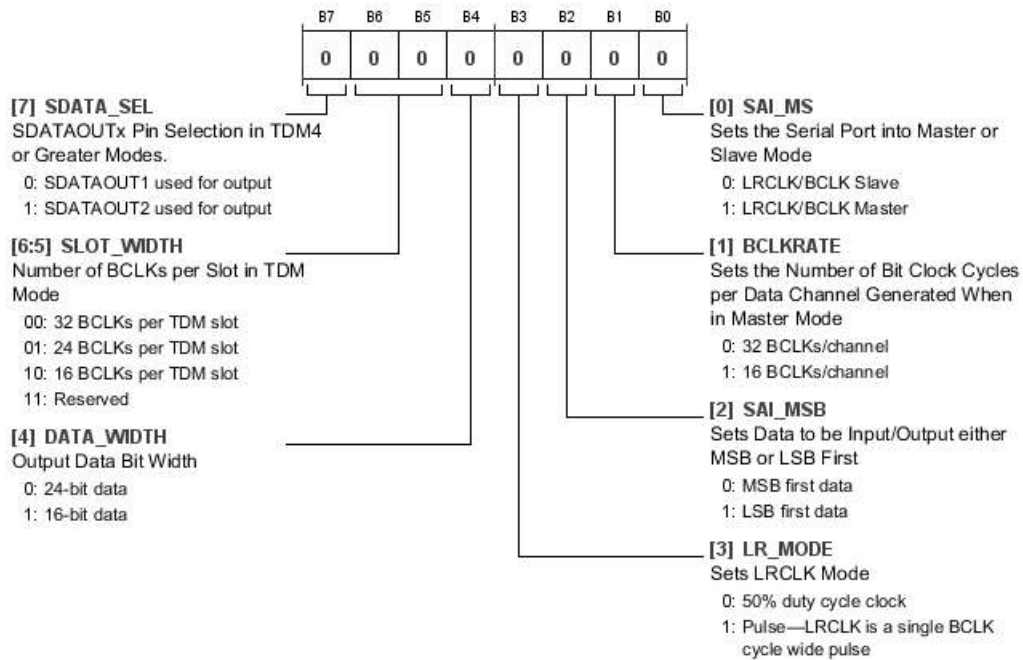 B7 B6 B5 B4 B3 B2 B1 B0
0 0 0 0 0 0 0 0
[7] SDATA_SEL
SDATAOUTx Pin Selection in TDM4
or Greater Modes.
0: SDATAOUT1 used for output
1: SDATAOUT2 used for output
[6:5] SLOT_WIDTH
Number of BCLKs per Slot in TDM
Mode
00: 32 BCLKs per TDM slot
01: 24 BCLKs per TDM slot
10: 16 BCLKs per TDM slot
11: Reserved
[4] DATA_WIDTH
Output Data Bit Width
0: 24-bit data
1: 16-bit data
[0] SAI_MS
Sets the Serial Port into Master or
Slave Mode
0: LRCLK/BCLK Slave
1: LRCLK/BCLK Master
[1] BCLKRATE
Sets the Number of Bit Clock Cycles
per Data Channel Generated When
in Master Mode
0: 32 BCLKs/channel
1: 16 BCLKs/channel
[2] SAI_MSB
Sets Data to be Input/Output either
MSB or LSB First
0: MSB first data
1: LSB first data
[3] LR_MODE
Sets LRCLK Mode
0: 50% duty cycle clock
1: Pulse—LRCLK is a single BCLK
cycle wide pulse